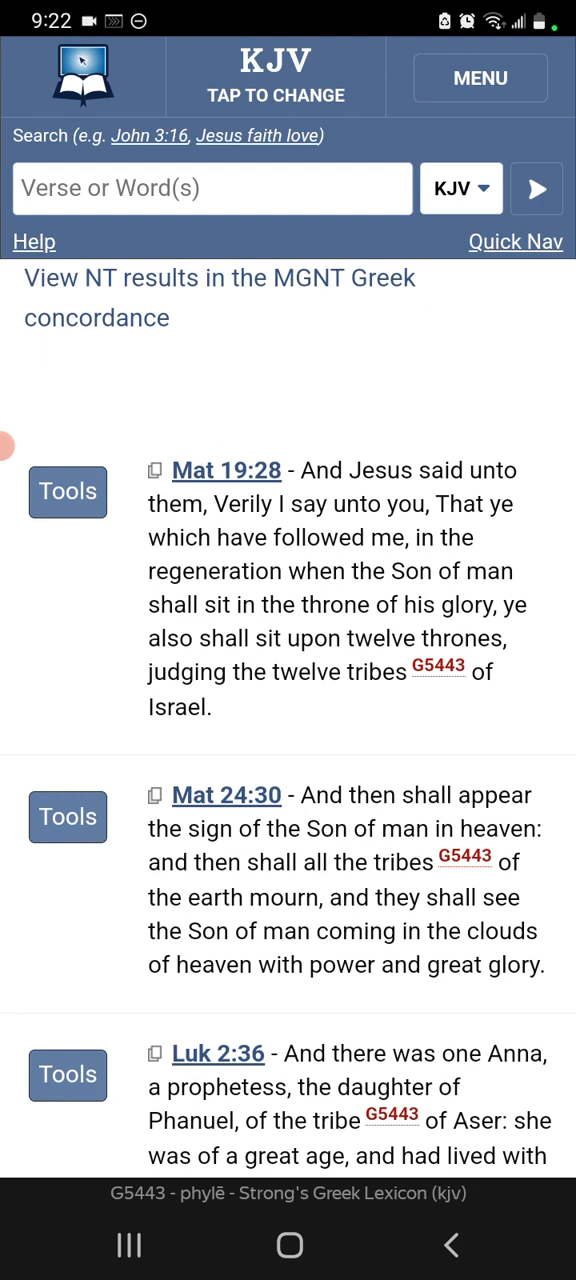 9:22
KJV
TAP TO CHANGE
MENU
Search (e.g. John 3:16, Jesus faith love)
Verse or Word(s)
KJV
Help
Quick Nav
View NT results in the MGNT Greek
concordance
Tools
Mat 19:28 - And Jesus said unto
them, Verily I say unto you, That ye
which have followed me, in the
regeneration when the Son of man
shall sit in the throne of his glory, ye
also shall sit upon twelve thrones,
judging the twelve tribes G5443 of
Israel.
Tools
Mat 24:30 - And then shall appear
the sign of the Son of man in heaven:
and then shall all the tribes G5443 of
the earth mourn, and they shall see
the Son of man coming in the clouds
of heaven with power and great glory.
Tools
Luk 2:36 - And there was one Anna,
a prophetess, the daughter of
Phanuel, of the tribe G5443 of Aser: she
was of a great age, and had lived with
G5443 - phylē - Strong's Greek Lexicon (kjv)